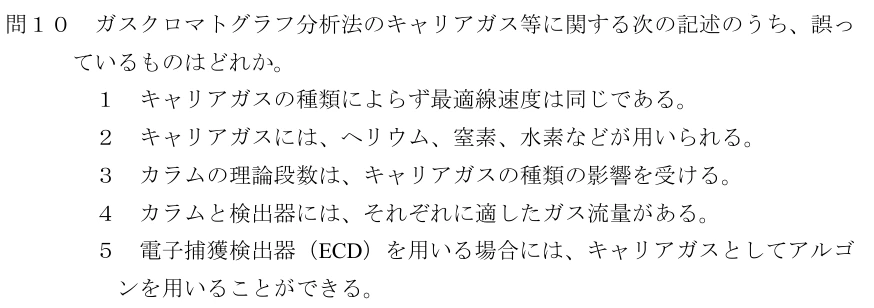 問１０　ガスクロマトグラフ分析法のキャリアガス等に関する次の記述のうち、誤っ
ているものはどれか。
１　キャリアガスの種類によらず最適線速度は同じである。
２　キャリアガスには、ヘリウム、窒素、水素などが用いられる。
３　カラムの理論段数は、キャリアガスの種類の影響を受ける。
４　カラムと検出器には、それぞれに適したガス流量がある。
５　電子捕獲検出器（ECD）を用いる場合には、キャリアガスとしてアルゴ
ンを用いることができる。